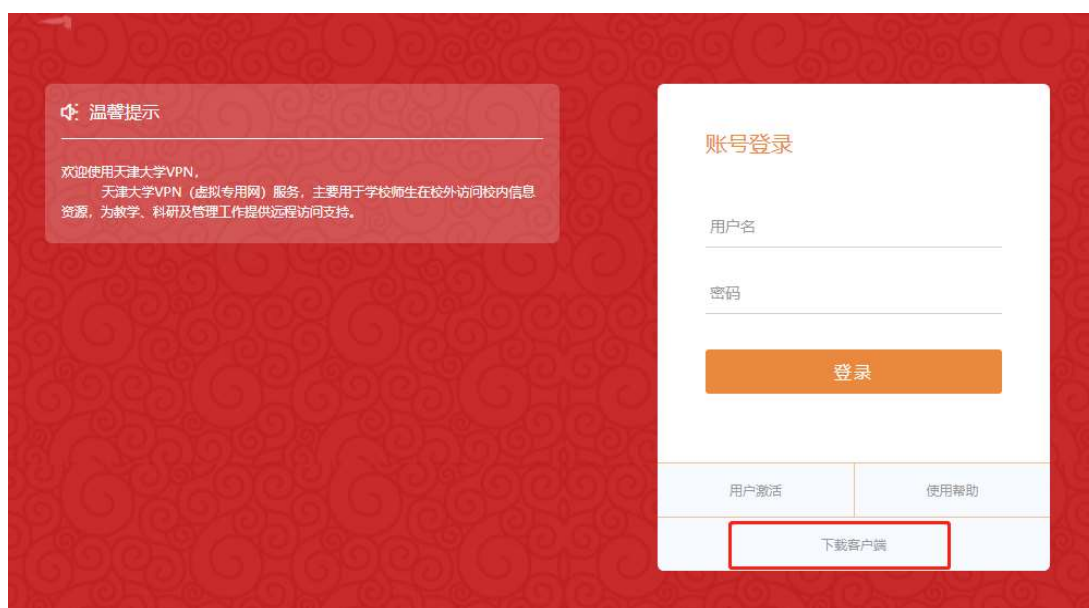 温馨提示
欢迎使用天津大学VPN,
天津大学VPN（虚拟专用网）服务，主要用于学校师生在校外访问校内信息
资源，为教学、科研及管理工作提供远程访问支持。
账号登录
用户名
密码
登录
用户激活
使用帮助
下载客户端